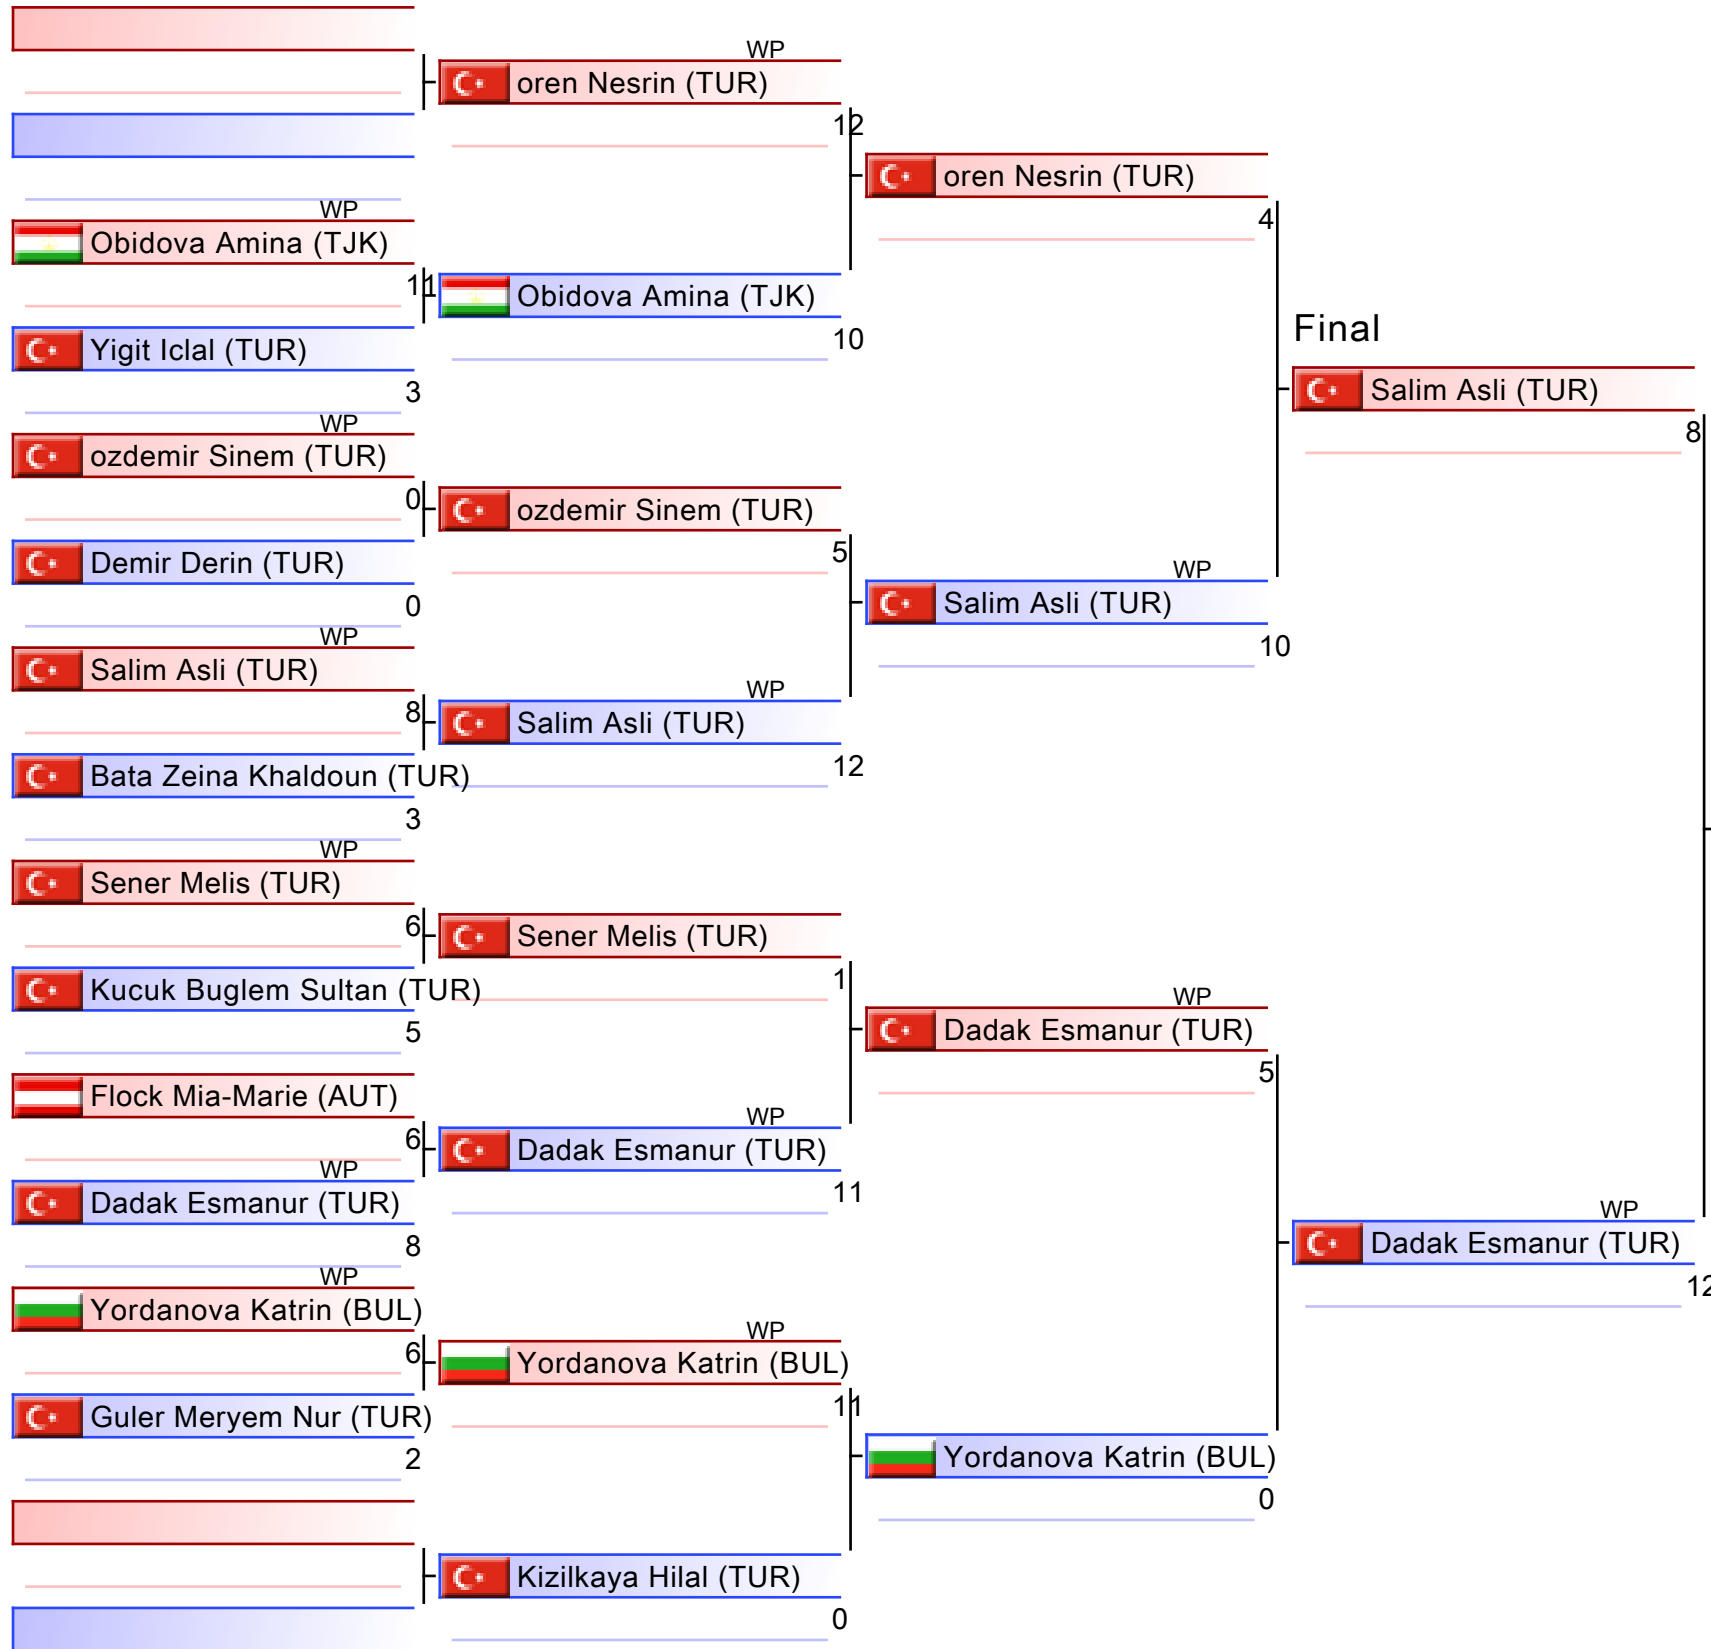 WP
oren Nesrin (TUR)
12
oren Nesrin (TUR)
4
WP
Obidova Amina (TJK)
11
Obidova Amina (TJK)
10
Yigit Iclal (TUR)
3
Final
Salim Asli (TUR)
8
WP
ozdemir Sinem (TUR)
0
ozdemir Sinem (TUR)
5
Demir Derin (TUR)
0
WP
Salim Asli (TUR)
10
WP
Salim Asli (TUR)
8
WP
Salim Asli (TUR)
12
Bata Zeina Khaldoun (TUR)
3
WP
Sener Melis (TUR)
6
Sener Melis (TUR)
1
Kucuk Buglem Sultan (TUR)
5
WP
Dadak Esmanur (TUR)
5
Flock Mia-Marie (AUT)
6
WP
Dadak Esmanur (TUR)
11
WP
Dadak Esmanur (TUR)
8
WP
Dadak Esmanur (TUR)
12
WP
Yordanova Katrin (BUL)
6
WP
Yordanova Katrin (BUL)
11
Guler Meryem Nur (TUR)
2
Yordanova Katrin (BUL)
0
Kizilkaya Hilal (TUR)
0